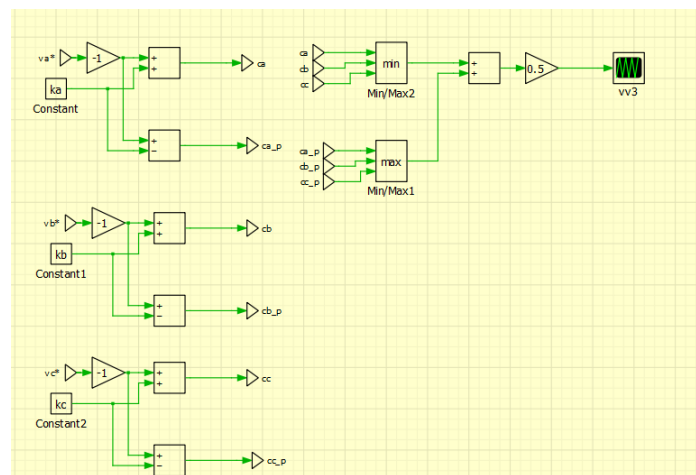 va*
-1
+
+
ca
ka
Constant
+
−
ca_p
vb*
-1
+
+
cb
kb
Constant1
+
−
cb_p
vc*
-1
+
+
cc
kc
Constant2
+
−
cc_p
ca
cb
cc
min
Min/Max2
+
+
0.5
vv3
ca_p
cb_p
cc_p
max
Min/Max1